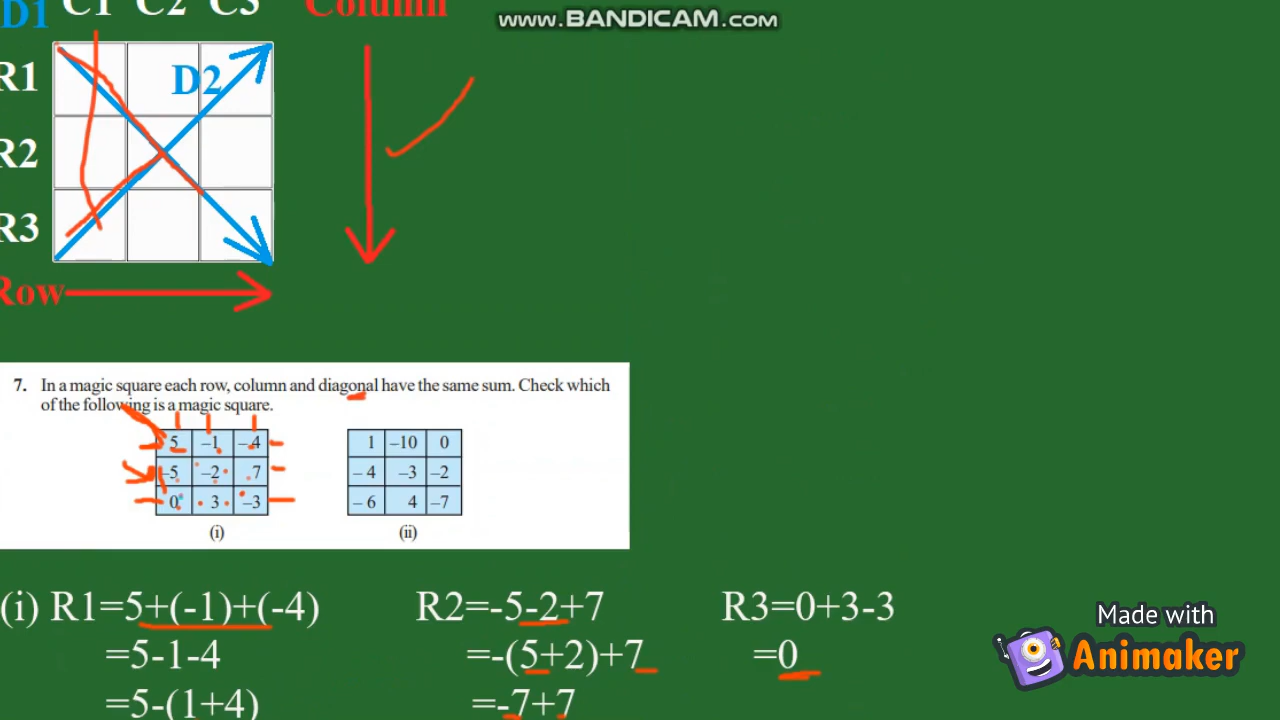 D1 C1 C2 C3 Column
www.BANDICAM.com
R1
D2
R2
R3
Row
7. In a magic square each row, column and diagonal have the same sum. Check which
of the following is a magic square.
5 –1 –4
–5 –2 7
0 3 –3
(i)
1 –10 0
–4 –3 –2
–6 4 –7
(ii)
(i) R1=5+(-1)+(-4)
=5-1-4
=5-(1+4)
R2=-5-2+7
=-(5+2)+7
=-7+7
R3=0+3-3
=0
Made with
Animaker